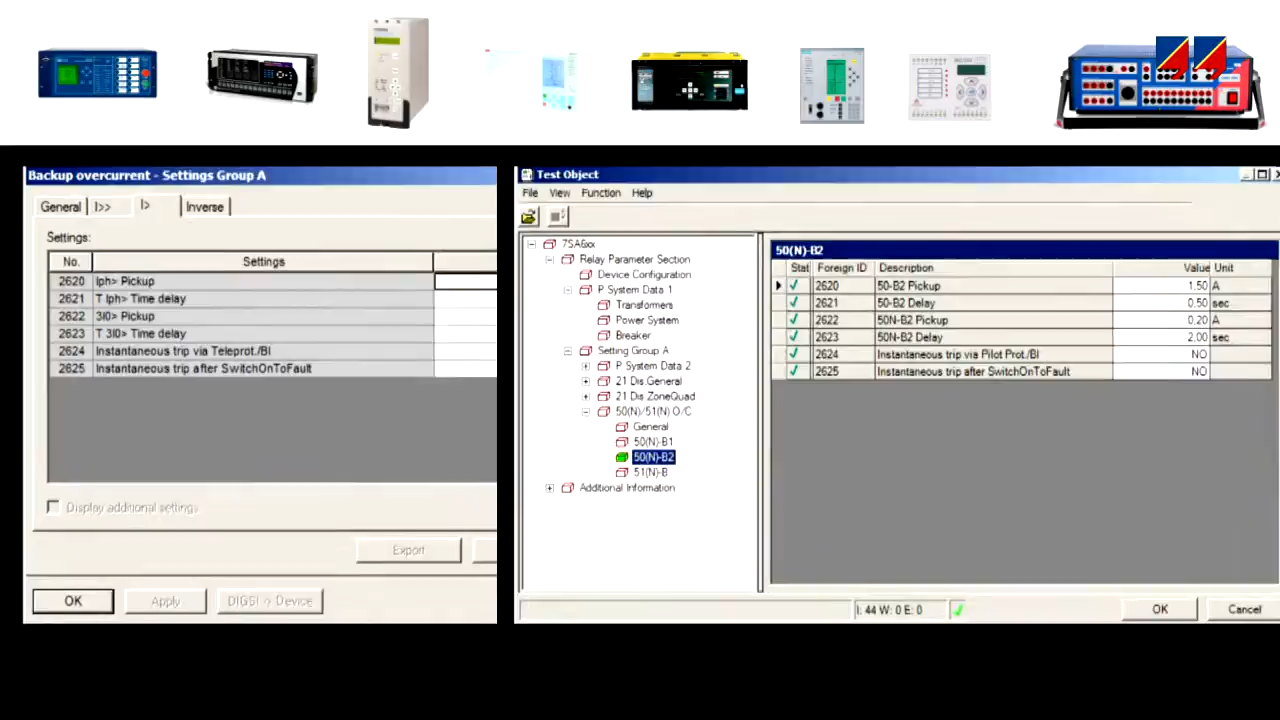 Backup overcurrent - Settings Group A
General I>> I> Inverse
Settings:
No. Settings
2620 Iph> Pickup
2621 T Iph> Time delay
2622 3I0> Pickup
2623 T 3I0> Time delay
2624 Instantaneous trip via Teleprot./BI
2625 Instantaneous trip after SwitchOnToFault
Display additional settings
Export
OK Apply DIGSI -> Device
Test Object
File View Function Help
7SA6xx
Relay Parameter Section
Device Configuration
P System Data 1
Transformers
Power System
Breaker
Setting Group A
P System Data 2
21 Dis.General
21 Dis.ZoneQuad
50(N)/51(N) O/C
General
50(N)-B1
50(N)-B2
51(N)-B
Additional Information
50(N)-B2
Stat Foreign ID Description Value Unit
2620 50-B2 Pickup 1.50 A
2621 50-B2 Delay 0.50 sec
2622 50N-B2 Pickup 0.20 A
2623 50N-B2 Delay 2.00 sec
2624 Instantaneous trip via Pilot Prot./BI NO
2625 Instantaneous trip after SwitchOnToFault NO
I: 44 W: 0 E: 0
OK Cancel